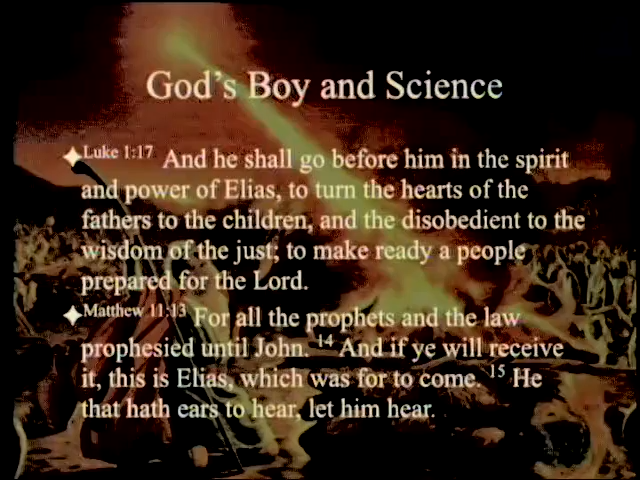 God's Boy and Science
Luke 1:17 And he shall go before him in the spirit
and power of Elias, to turn the hearts of the
fathers to the children, and the disobedient to the
wisdom of the just; to make ready a people
prepared for the Lord.
Matthew 11:13 For all the prophets and the law
prophesied until John. 14 And if ye will receive
it, this is Elias, which was for to come. 15 He
that hath ears to hear, let him hear.